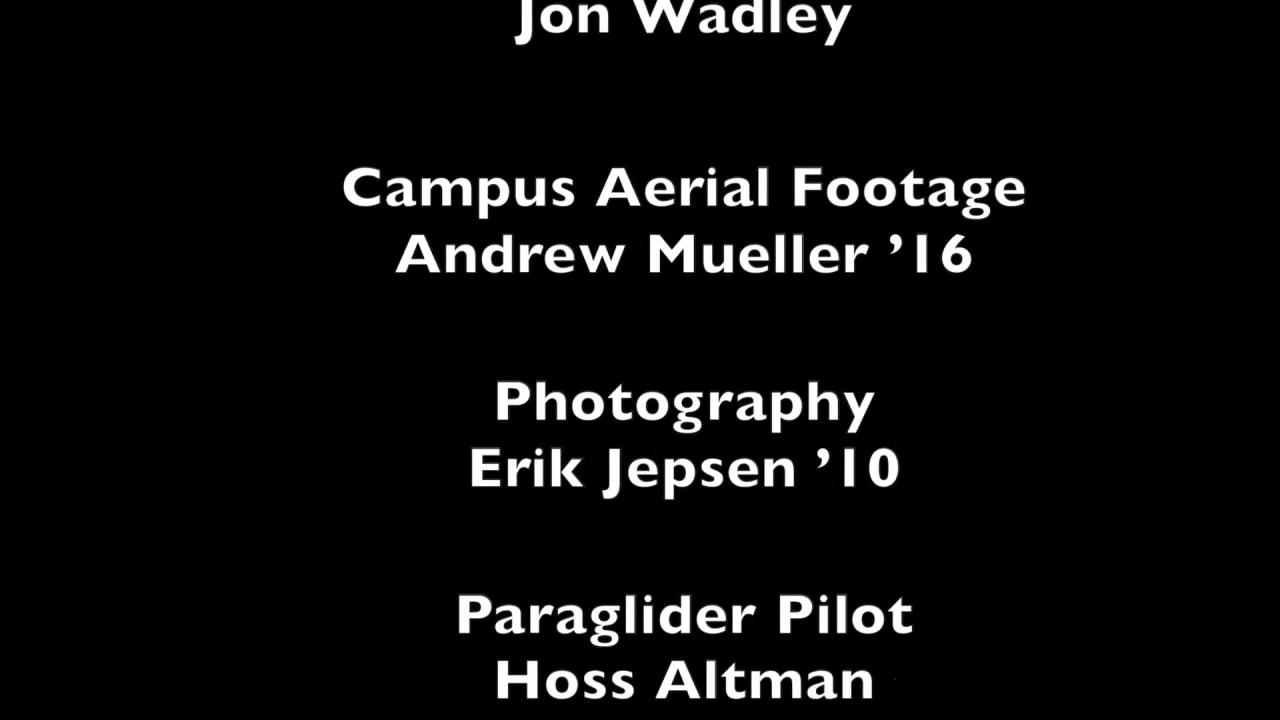 Jon Wadley
Campus Aerial Footage
Andrew Mueller ’16
Photography
Erik Jepsen ’10
Paraglider Pilot
Hoss Altman